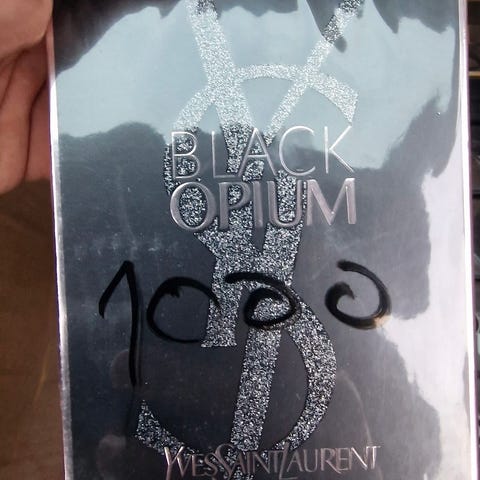 BLACK
OPIUM
1000
YVESSAINTLAURENT